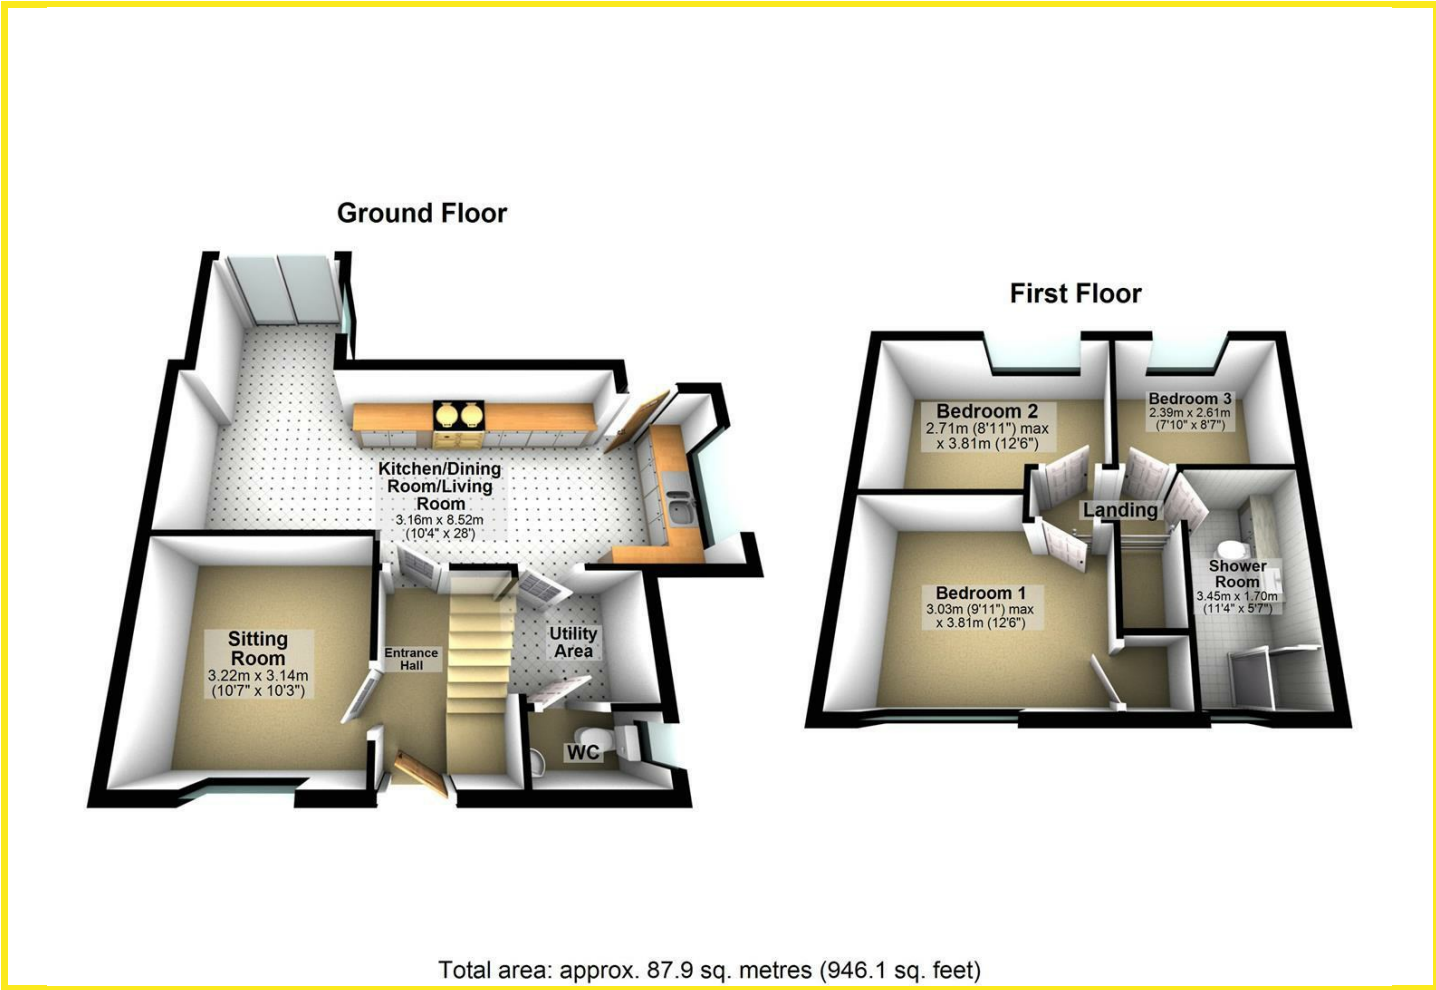 Ground Floor
Kitchen/Dining
Room/Living
Room
3.16m x 8.52m
(10'4" x 28')
Sitting
Room
3.22m x 3.14m
(10'7" x 10'3")
Entrance
Hall
Utility
Area
WC
First Floor
Bedroom 2
2.71m (8'11") max
x 3.81m (12'6")
Bedroom 3
2.39m x 2.61m
(7'10" x 8'7")
Landing
Bedroom 1
3.03m (9'11") max
x 3.81m (12'6")
Shower
Room
3.45m x 1.70m
(11'4" x 5'7")
Total area: approx. 87.9 sq. metres (946.1 sq. feet)